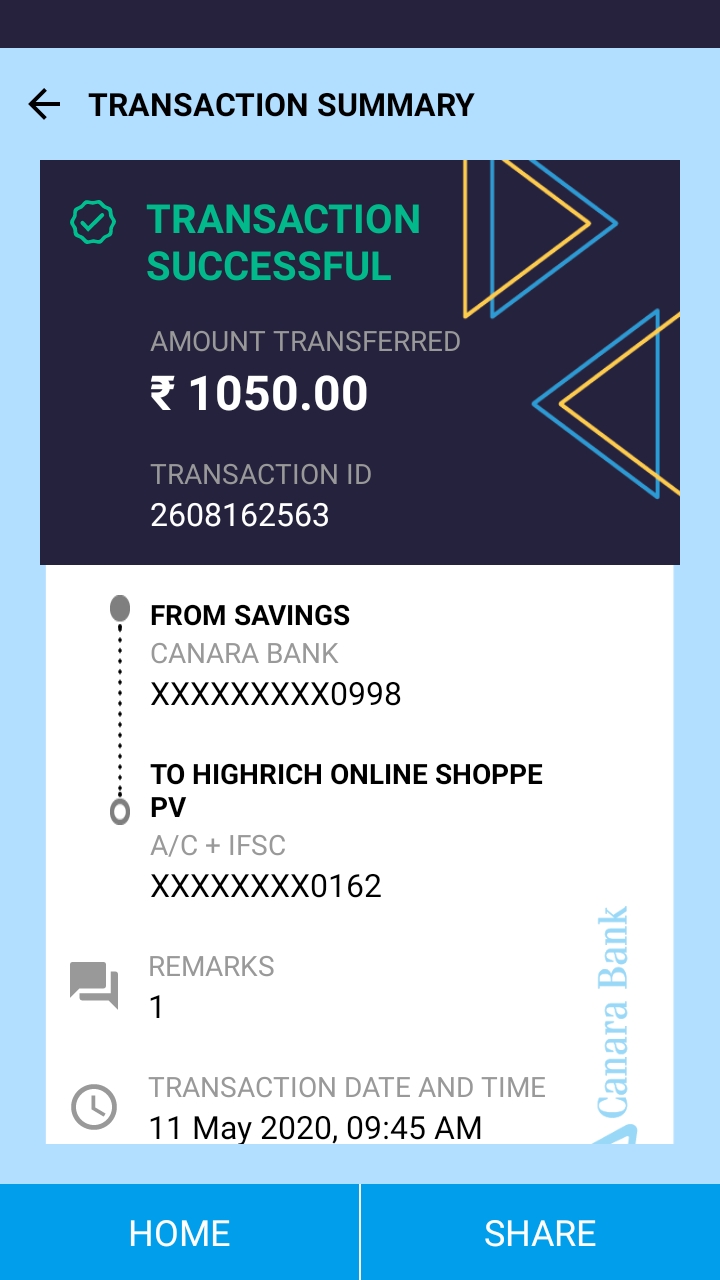 TRANSACTION SUMMARY
TRANSACTION
SUCCESSFUL
AMOUNT TRANSFERRED
₹ 1050.00
TRANSACTION ID
2608162563
FROM SAVINGS
CANARA BANK
XXXXXXXXX0998
TO HIGHRICH ONLINE SHOPPE
PV
A/C + IFSC
XXXXXXXX0162
REMARKS
1
TRANSACTION DATE AND TIME
11 May 2020, 09:45 AM
Canara Bank
HOME
SHARE